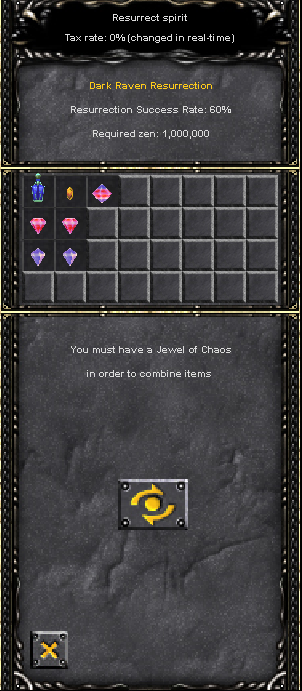 Resurrect spirit
Tax rate: 0% (changed in real-time)
Dark Raven Resurrection
Resurrection Success Rate: 60%
Required zen: 1,000,000
You must have a Jewel of Chaos
in order to combine items